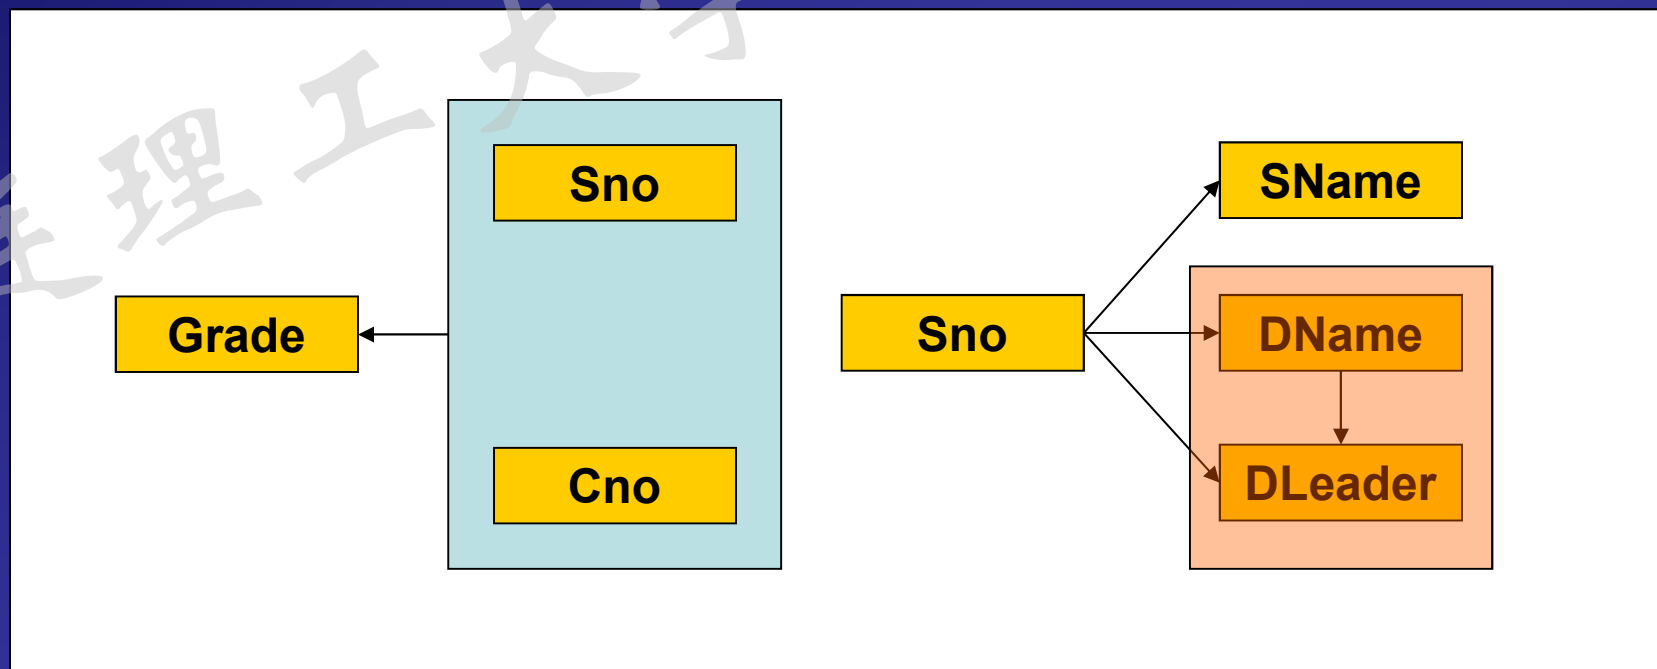 理工大
Sno
SName
Grade
Sno
DName
Cno
DLeader